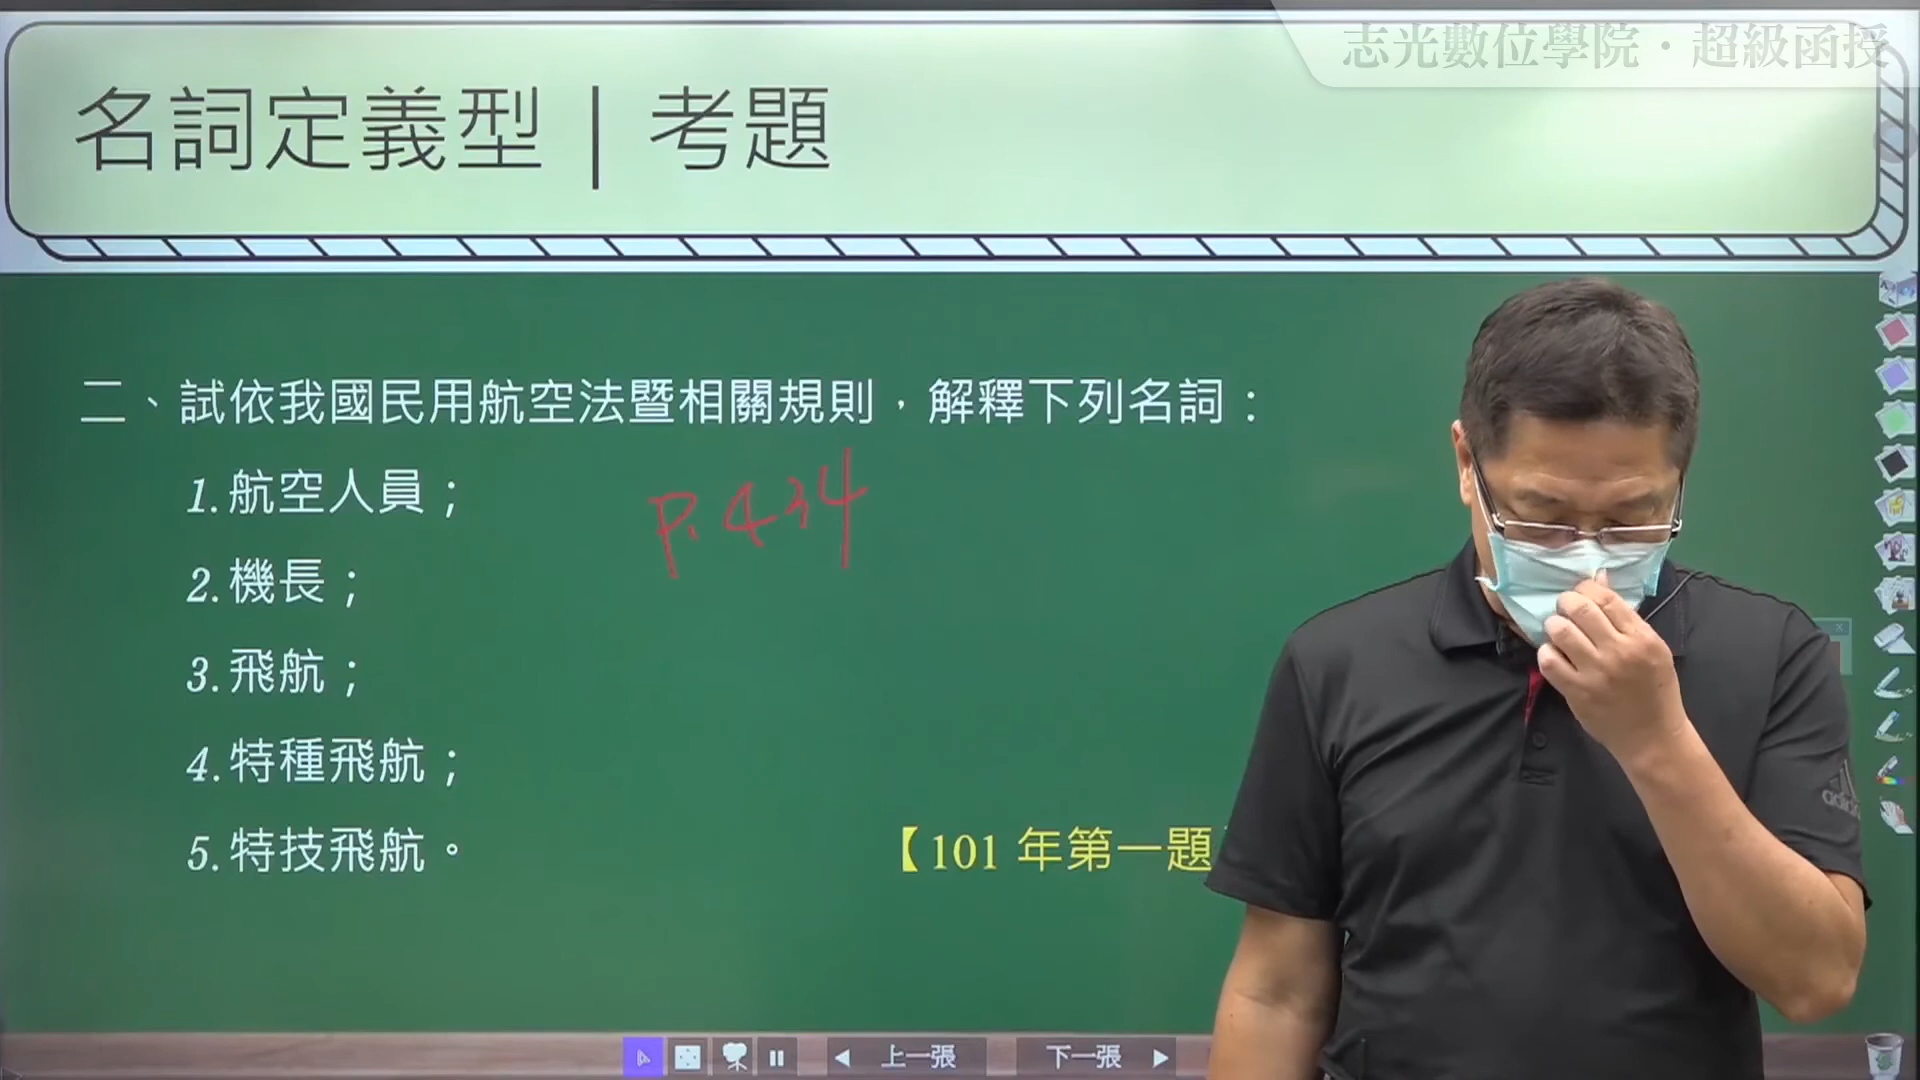 志光數位學院・超級函授
名詞定義型｜考題
二、試依我國民用航空法暨相關規則，解釋下列名詞：
1.航空人員；
P.434
2.機長；
3.飛航；
4.特種飛航；
5.特技飛航。
【101 年第一題
adidas
上一張
下一張